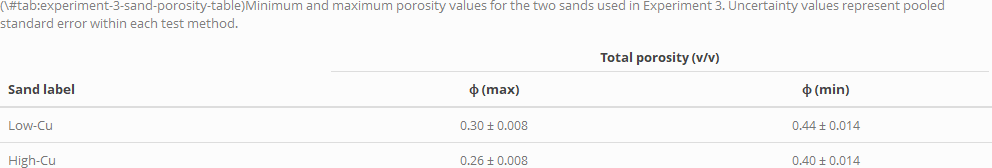 (\#tab:experiment-3-sand-porosity-table)Minimum and maximum porosity values for the two sands used in Experiment 3. Uncertainty values represent pooled
standard error within each test method.
Total porosity (v/v)
Sand label ϕ (max) ϕ (min)
Low-Cu 0.30 ± 0.008 0.44 ± 0.014
High-Cu 0.26 ± 0.008 0.40 ± 0.014